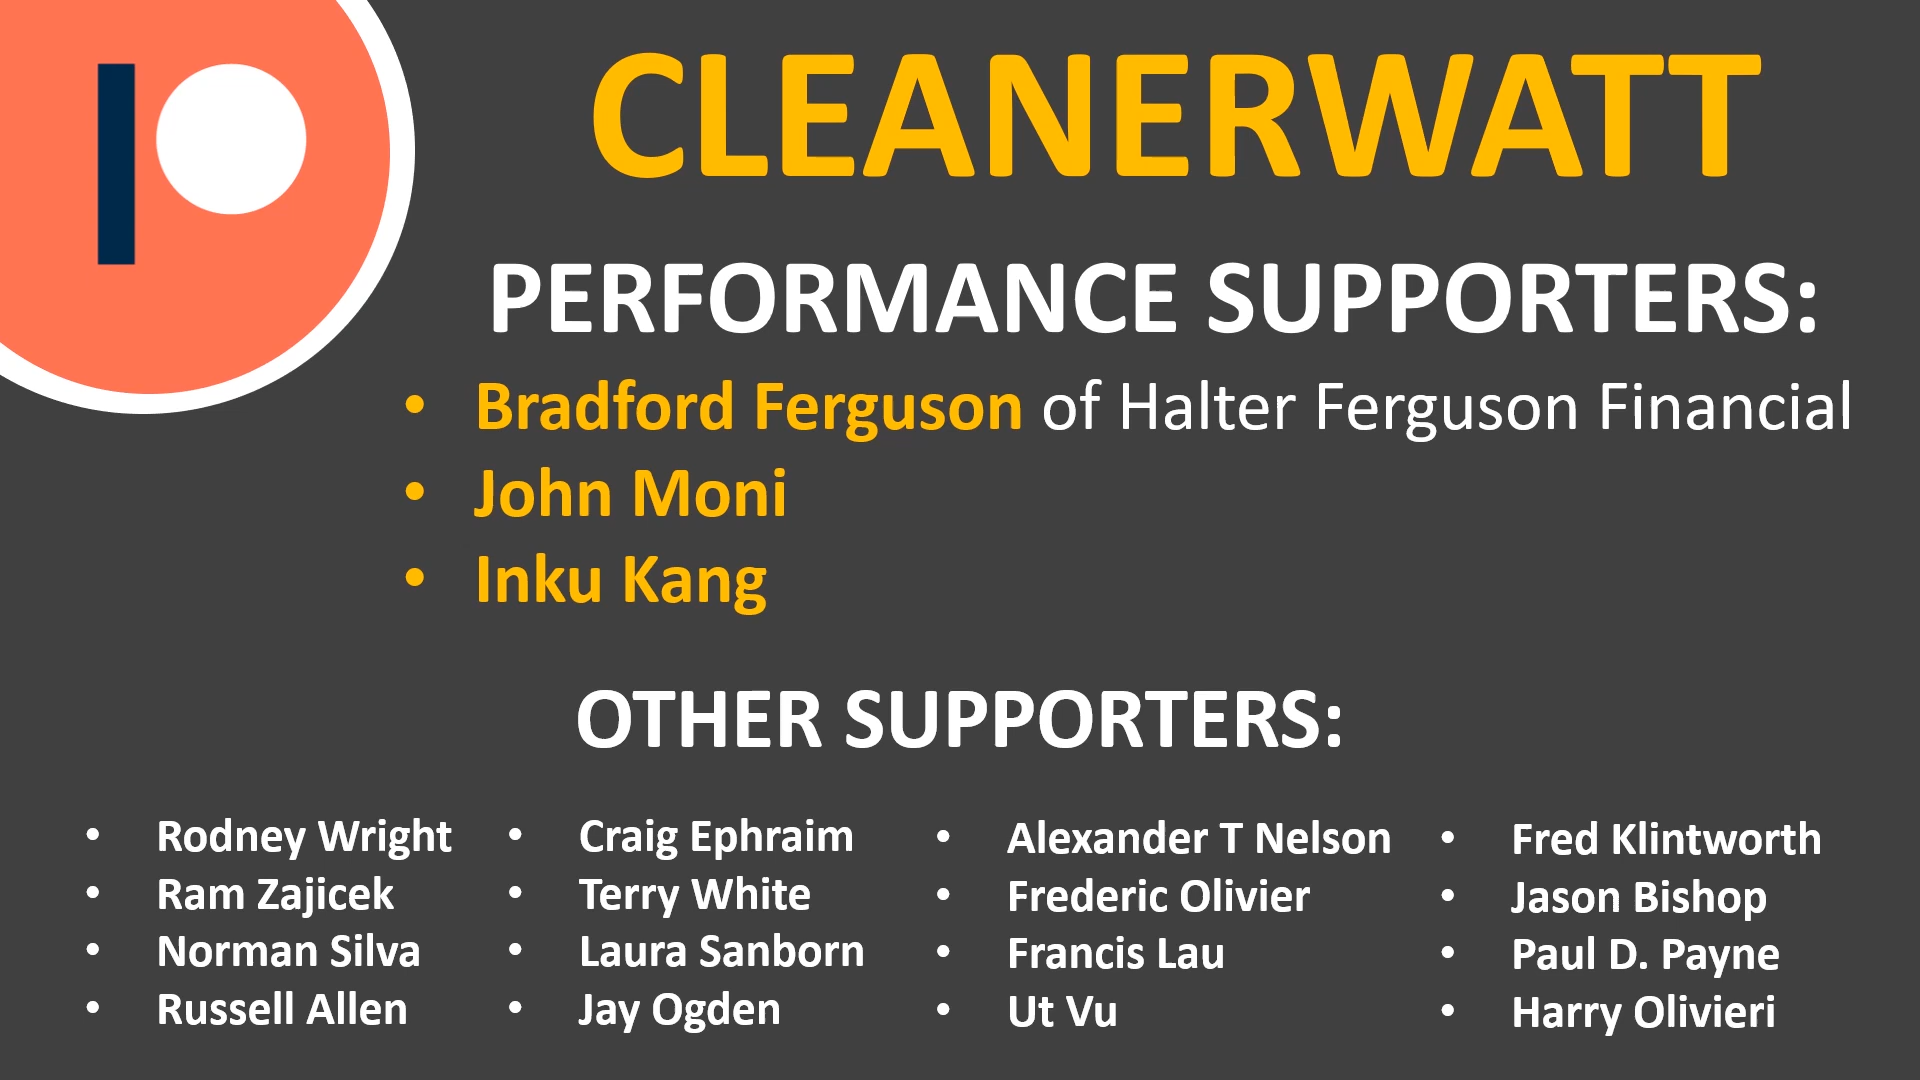 CLEANERWATT
PERFORMANCE SUPPORTERS:
• Bradford Ferguson of Halter Ferguson Financial
• John Moni
• Inku Kang
OTHER SUPPORTERS:
• Rodney Wright
• Ram Zajicek
• Norman Silva
• Russell Allen
• Craig Ephraim
• Terry White
• Laura Sanborn
• Jay Ogden
• Alexander T Nelson
• Frederic Olivier
• Francis Lau
• Ut Vu
• Fred Klintworth
• Jason Bishop
• Paul D. Payne
• Harry Olivieri